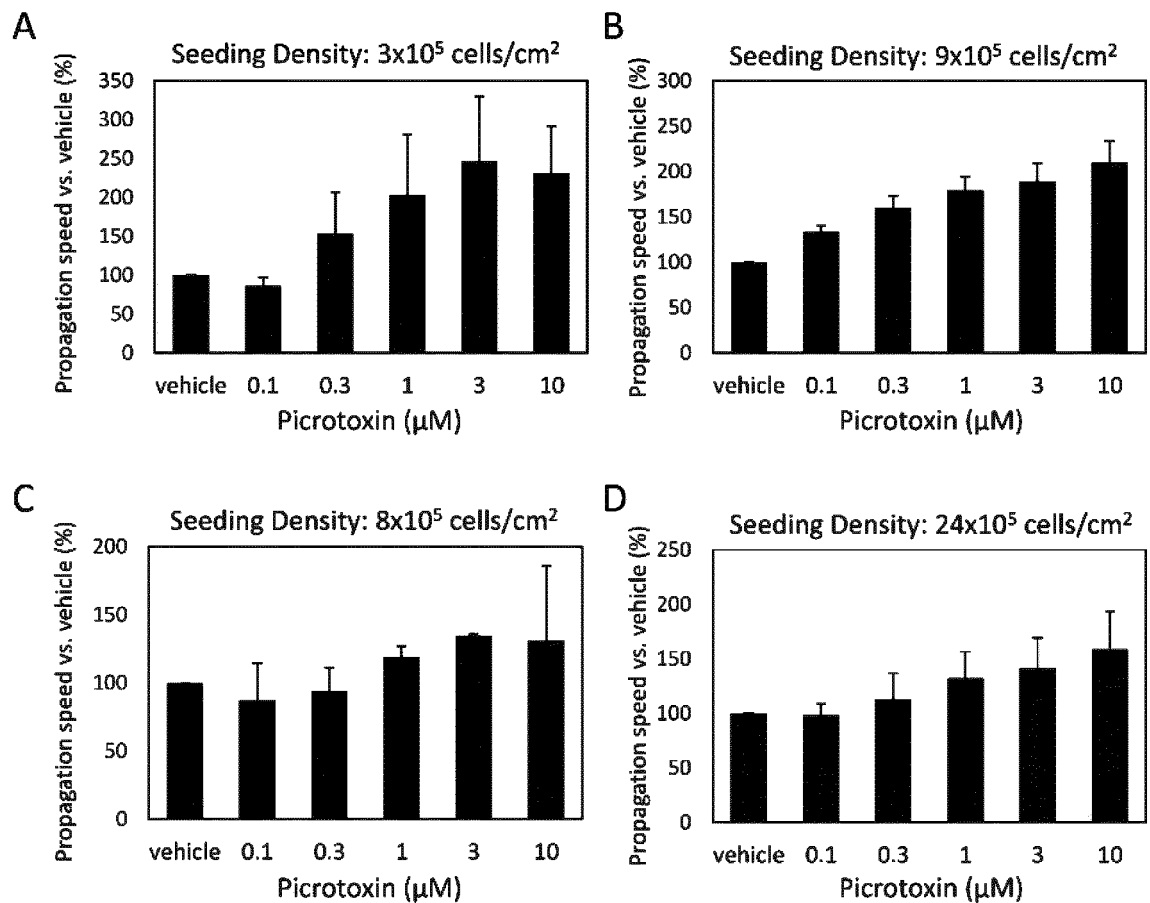 A
Seeding Density: 3x10⁵ cells/cm²
Propagation speed vs. vehicle (%)
350
300
250
200
150
100
50
0
vehicle 0.1 0.3 1 3 10
Picrotoxin (µM)
B
Seeding Density: 9x10⁵ cells/cm²
Propagation speed vs. vehicle (%)
300
250
200
150
100
50
0
vehicle 0.1 0.3 1 3 10
Picrotoxin (µM)
C
Seeding Density: 8x10⁵ cells/cm²
Propagation speed vs. vehicle (%)
200
150
100
50
0
vehicle 0.1 0.3 1 3 10
Picrotoxin (µM)
D
Seeding Density: 24x10⁵ cells/cm²
Propagation speed vs. vehicle (%)
250
200
150
100
50
0
vehicle 0.1 0.3 1 3 10
Picrotoxin (µM)